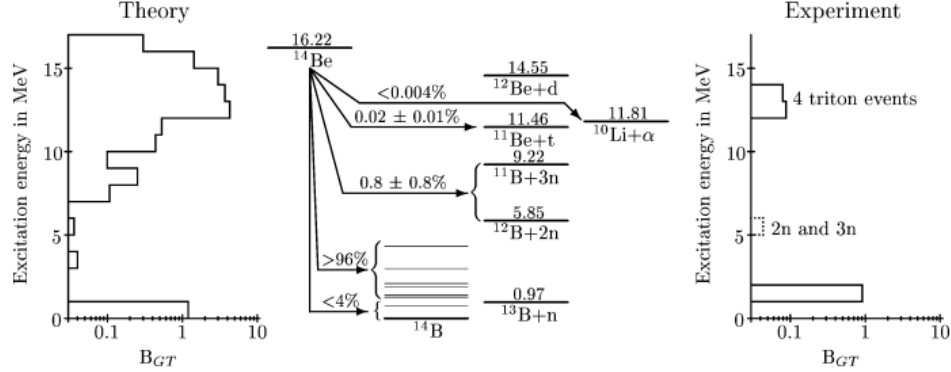 Theory
Excitation energy in MeV
15
10
5
0
0.1
1
10
B_GT
16.22
¹⁴Be
<0.004%
0.02 ± 0.01%
0.8 ± 0.8%
>96%
<4%
¹⁴B
14.55
¹²Be+d
11.81
¹⁰Li+α
11.46
¹¹Be+t
9.22
¹¹B+3n
5.85
¹²B+2n
0.97
¹³B+n
Experiment
Excitation energy in MeV
15
10
5
0
4 triton events
2n and 3n
0.1
1
10
B_GT